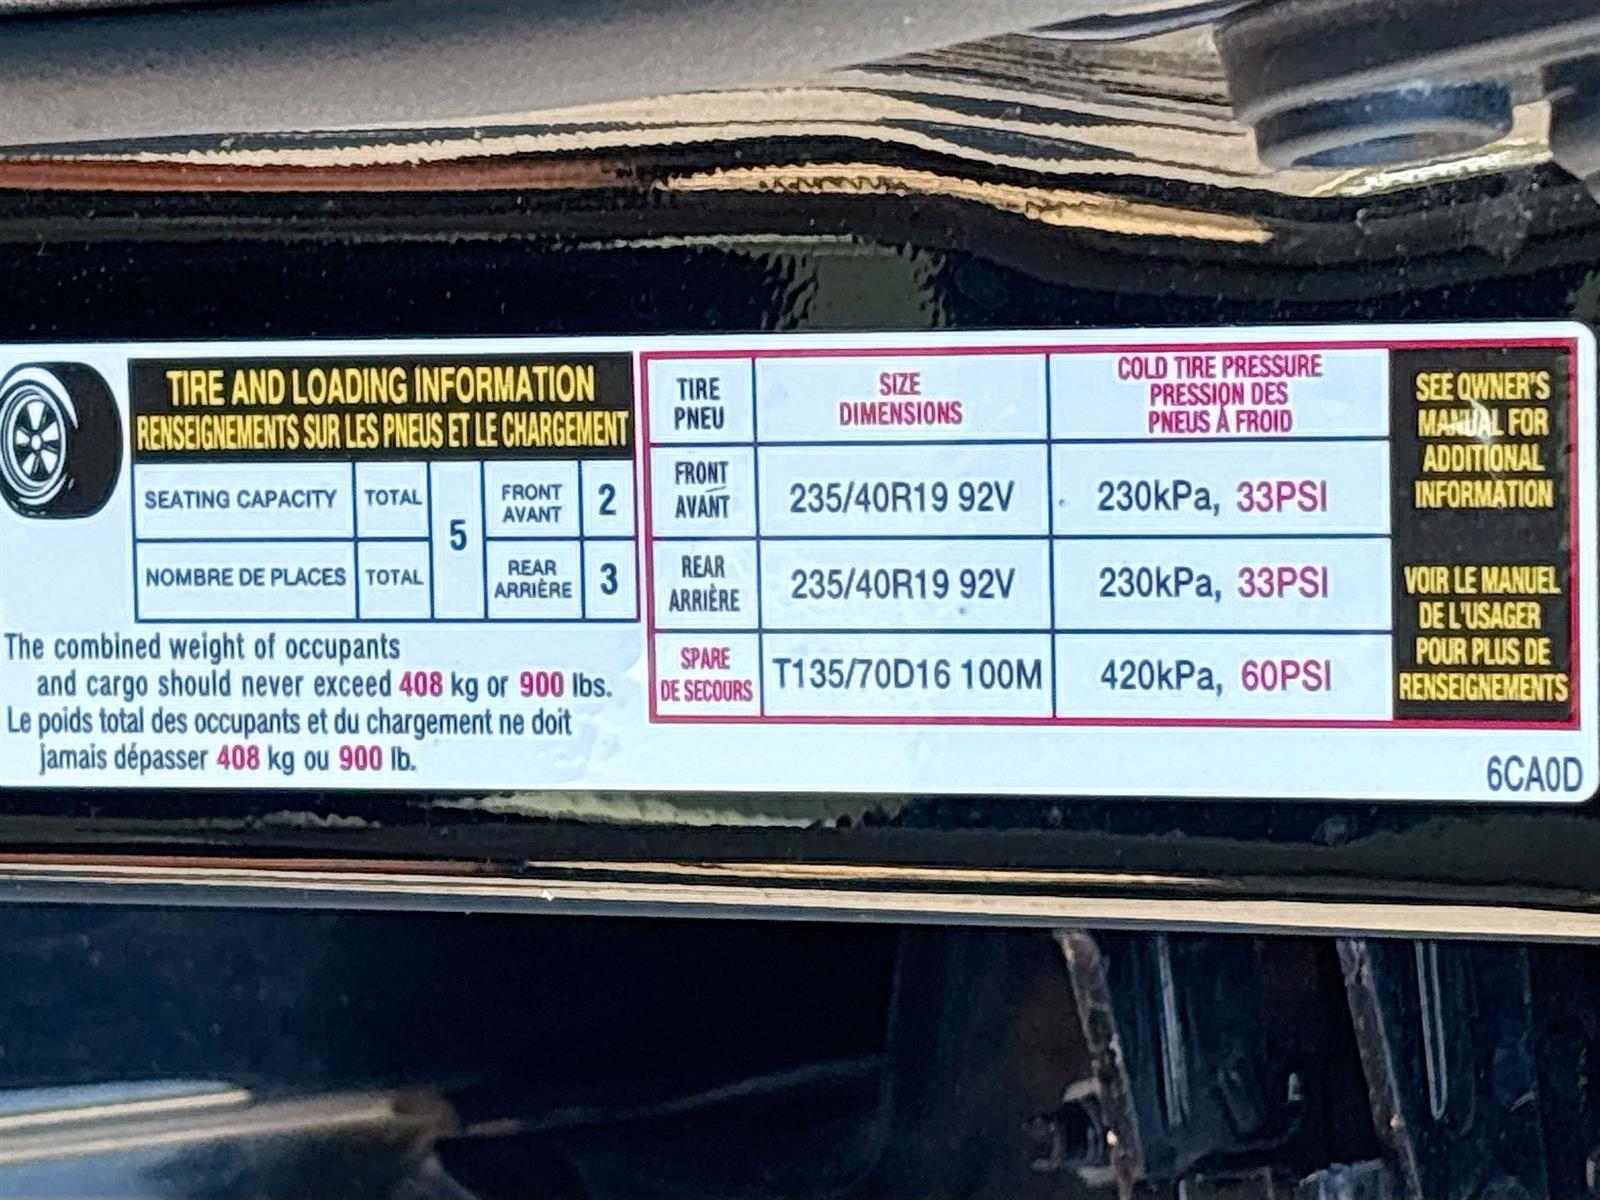 TIRE AND LOADING INFORMATION
RENSEIGNEMENTS SUR LES PNEUS ET LE CHARGEMENT
SEATING CAPACITY TOTAL 5 FRONT AVANT 2
NOMBRE DE PLACES TOTAL REAR ARRIÈRE 3
The combined weight of occupants
and cargo should never exceed 408 kg or 900 lbs.
Le poids total des occupants et du chargement ne doit
jamais dépasser 408 kg ou 900 lb.
TIRE PNEU SIZE DIMENSIONS COLD TIRE PRESSURE PRESSION DES PNEUS À FROID
FRONT AVANT 235/40R19 92V 230kPa, 33PSI
REAR ARRIÈRE 235/40R19 92V 230kPa, 33PSI
SPARE DE SECOURS T135/70D16 100M 420kPa, 60PSI
SEE OWNER'S
MANUAL FOR
ADDITIONAL
INFORMATION
VOIR LE MANUEL
DE L'USAGER
POUR PLUS DE
RENSEIGNEMENTS
6CA0D